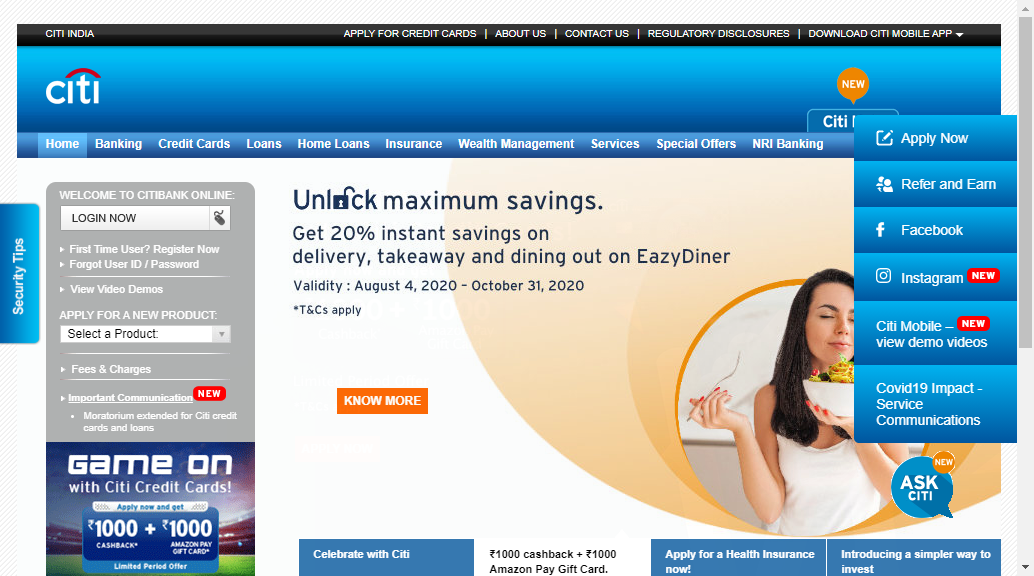 CITI INDIA
APPLY FOR CREDIT CARDS | ABOUT US | CONTACT US | REGULATORY DISCLOSURES | DOWNLOAD CITI MOBILE APP
citi
NEW
Citi
Home Banking Credit Cards Loans Home Loans Insurance Wealth Management Services Special Offers NRI Banking
Apply Now
Refer and Earn
Facebook
Instagram NEW
Citi Mobile – NEW
view demo videos
Covid19 Impact -
Service
Communications
Security Tips
WELCOME TO CITIBANK ONLINE:
LOGIN NOW
First Time User? Register Now
Forgot User ID / Password
View Video Demos
APPLY FOR A NEW PRODUCT:
Select a Product:
Fees & Charges
Important Communication NEW
• Moratorium extended for Citi credit
cards and loans
GAME ON
with Citi Credit Cards!
Apply now and get
₹1000 + ₹1000
CASHBACK* AMAZON PAY
GIFT CARD*
Limited Period Offer
Unlock maximum savings.
Get 20% instant savings on
delivery, takeaway and dining out on EazyDiner
Validity : August 4, 2020 – October 31, 2020
*T&Cs apply
KNOW MORE
ASK
CITI
NEW
Celebrate with Citi
₹1000 cashback + ₹1000
Amazon Pay Gift Card.
Apply for a Health Insurance
now!
Introducing a simpler way to
invest